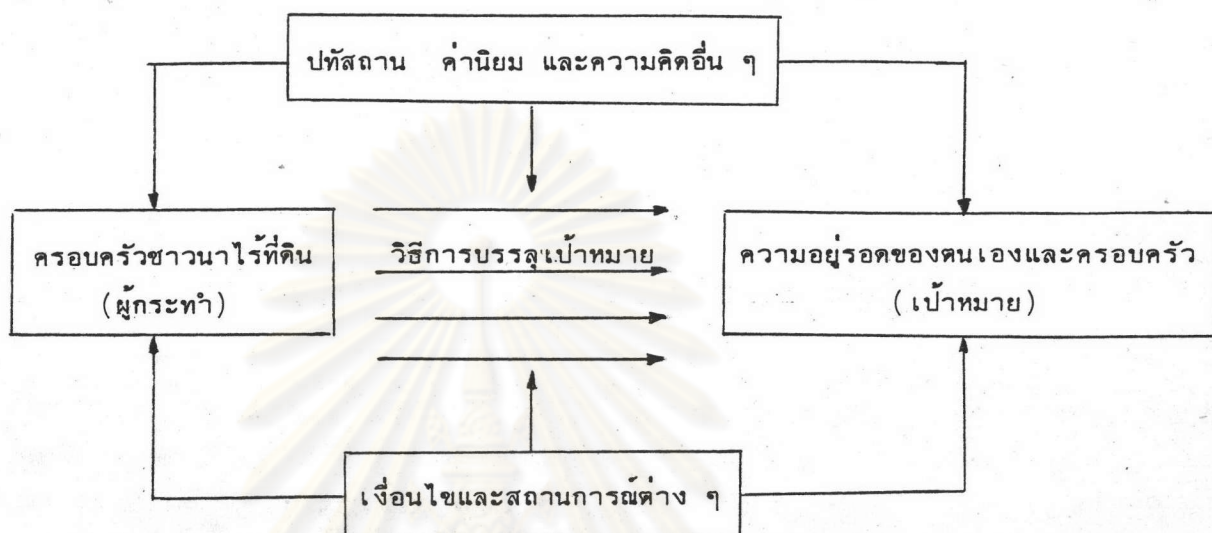 ปทัสถาน ค่านิยม และความคิดอื่น ๆ
ครอบครัวชาวนาไร้ที่ดิน
(ผู้กระทำ)
วิธีการบรรลุเป้าหมาย
ความอยู่รอดของตนเองและครอบครัว
(เป้าหมาย)
เงื่อนไขและสถานการณ์ต่าง ๆ